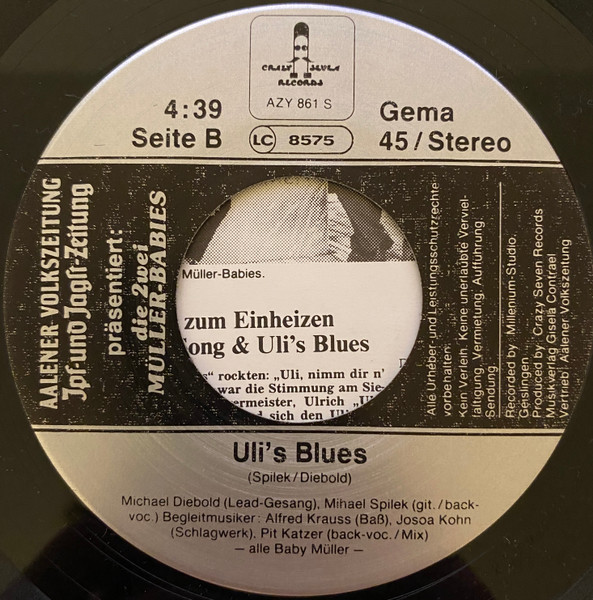 CRAZY SEVEN
RECORDS
AZY 861 S
4:39
Seite B
LC 8575
Gema
45/Stereo
AALENER VOLKSZEITUNG
Ipf- und Jagst-Zeitung
präsentiert:
die 2wei
MÜLLER-BABIES
Müller-Babies.
zum Einheizen
ong & Uli's Blues
rockten: „Uli, nimm dir n'
war die Stimmung am Sie-
ermeister, Ulrich
d sich den
Alle Urheber- und Leistungsschutzrechte
vorbehalten.
Kein Verleih. Keine unerlaubte Verviel-
fältigung, Vermietung, Aufführung,
Sendung
Recorded by: Millenium-Studio,
Geislingen.
Produced by: Crazy Seven Records
Musikverlag Gisela Contrael
Vertrieb: Aalener Volkszeitung
Uli's Blues
(Spilek/Diebold)
Michael Diebold (Lead-Gesang), Mihael Spilek (git./back-
voc.) Begleitmusiker: Alfred Krauss (Baß), Josoa Kohn
(Schlagwerk), Pit Katzer (back-voc./Mix)
— alle Baby Müller —